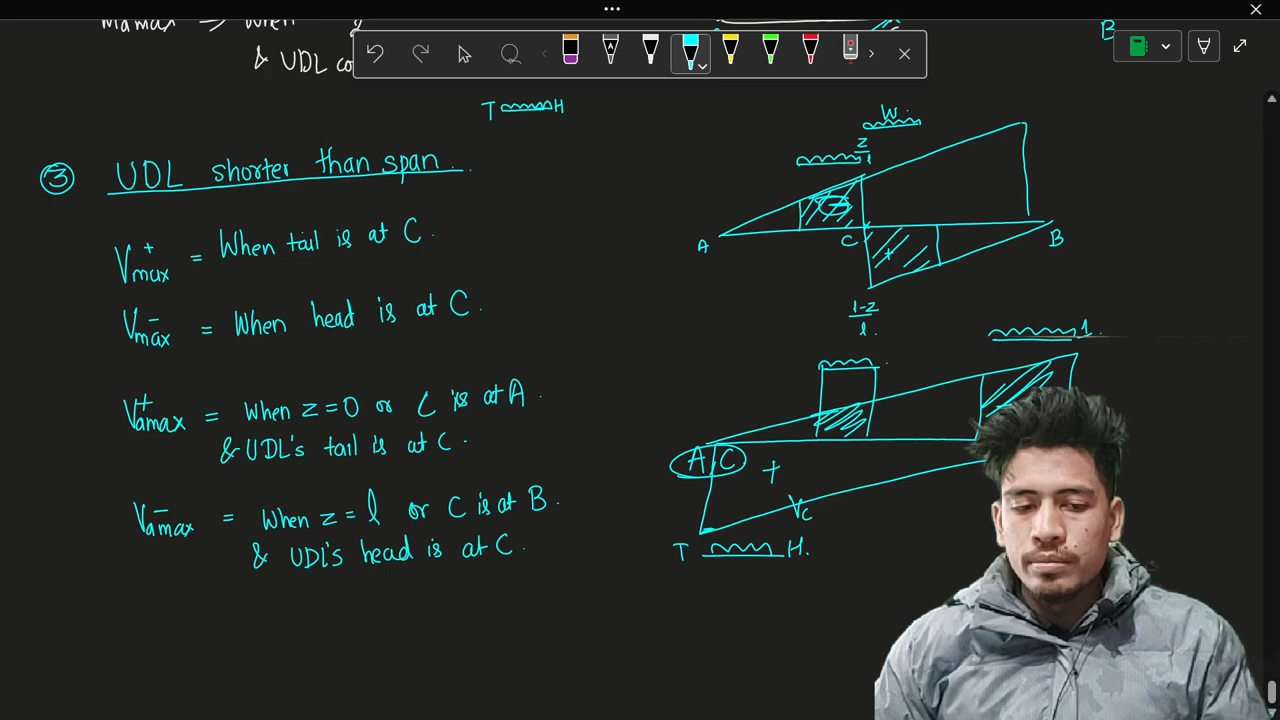 when
& UDL co
B
T H
③ UDL shorter than span.
V⁺max = When tail is at C.
V⁻max = When head is at C.
V⁺amax = When z=0 or C is at A.
& UDL's tail is at C.
V⁻amax = When z=l or C is at B.
& UDL's head is at C.
W
z/l
A C B
+
l-z/l
1.
A/C
+
Vc
T H.